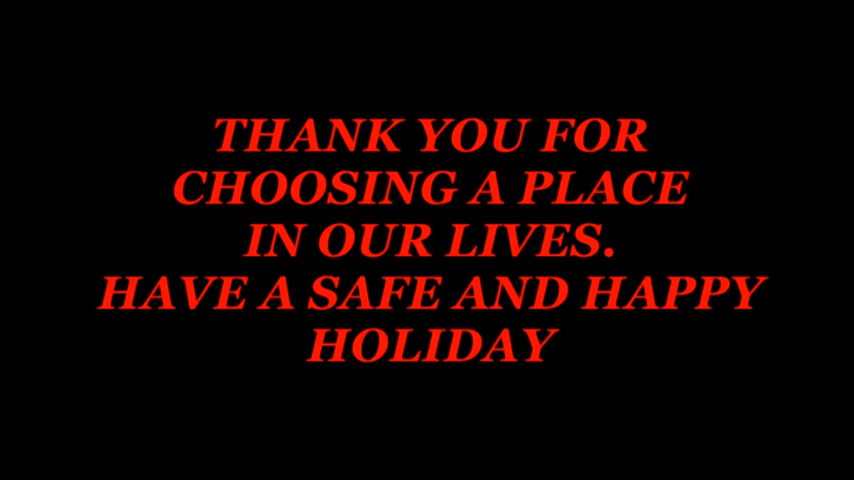 THANK YOU FOR
CHOOSING A PLACE
IN OUR LIVES.
HAVE A SAFE AND HAPPY
HOLIDAY